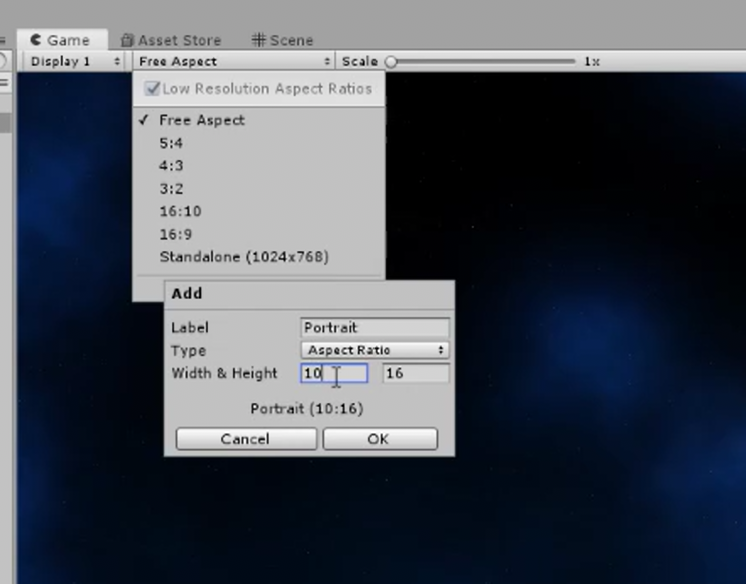 Game Asset Store Scene
Display 1 Free Aspect Scale 1x
Low Resolution Aspect Ratios
Free Aspect
5:4
4:3
3:2
16:10
16:9
Standalone (1024x768)
Add
Label Portrait
Type Aspect Ratio
Width & Height 10 16
Portrait (10:16)
Cancel OK